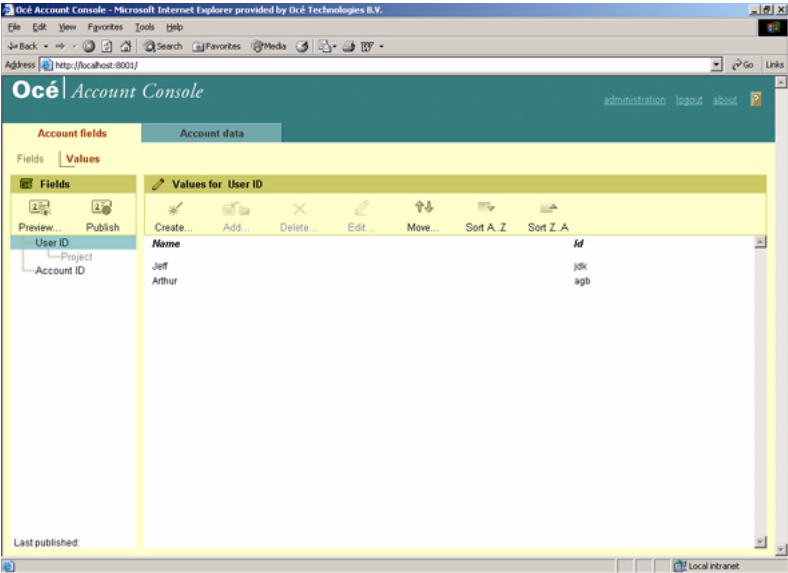 Océ Account Console - Microsoft Internet Explorer provided by Océ Technologies B.V.
File Edit View Favorites Tools Help
Back Search Favorites Media
Address http://localhost:8001/ Go Links
Océ Account Console
administration logout about ?
Account fields Account data
Fields Values
Fields Values for User ID
Preview... Publish Create... Add... Delete... Edit... Move... Sort A..Z Sort Z..A
User ID Name Id
Project
Account ID
Jeff jdk
Arthur agb
Last published:
Local intranet